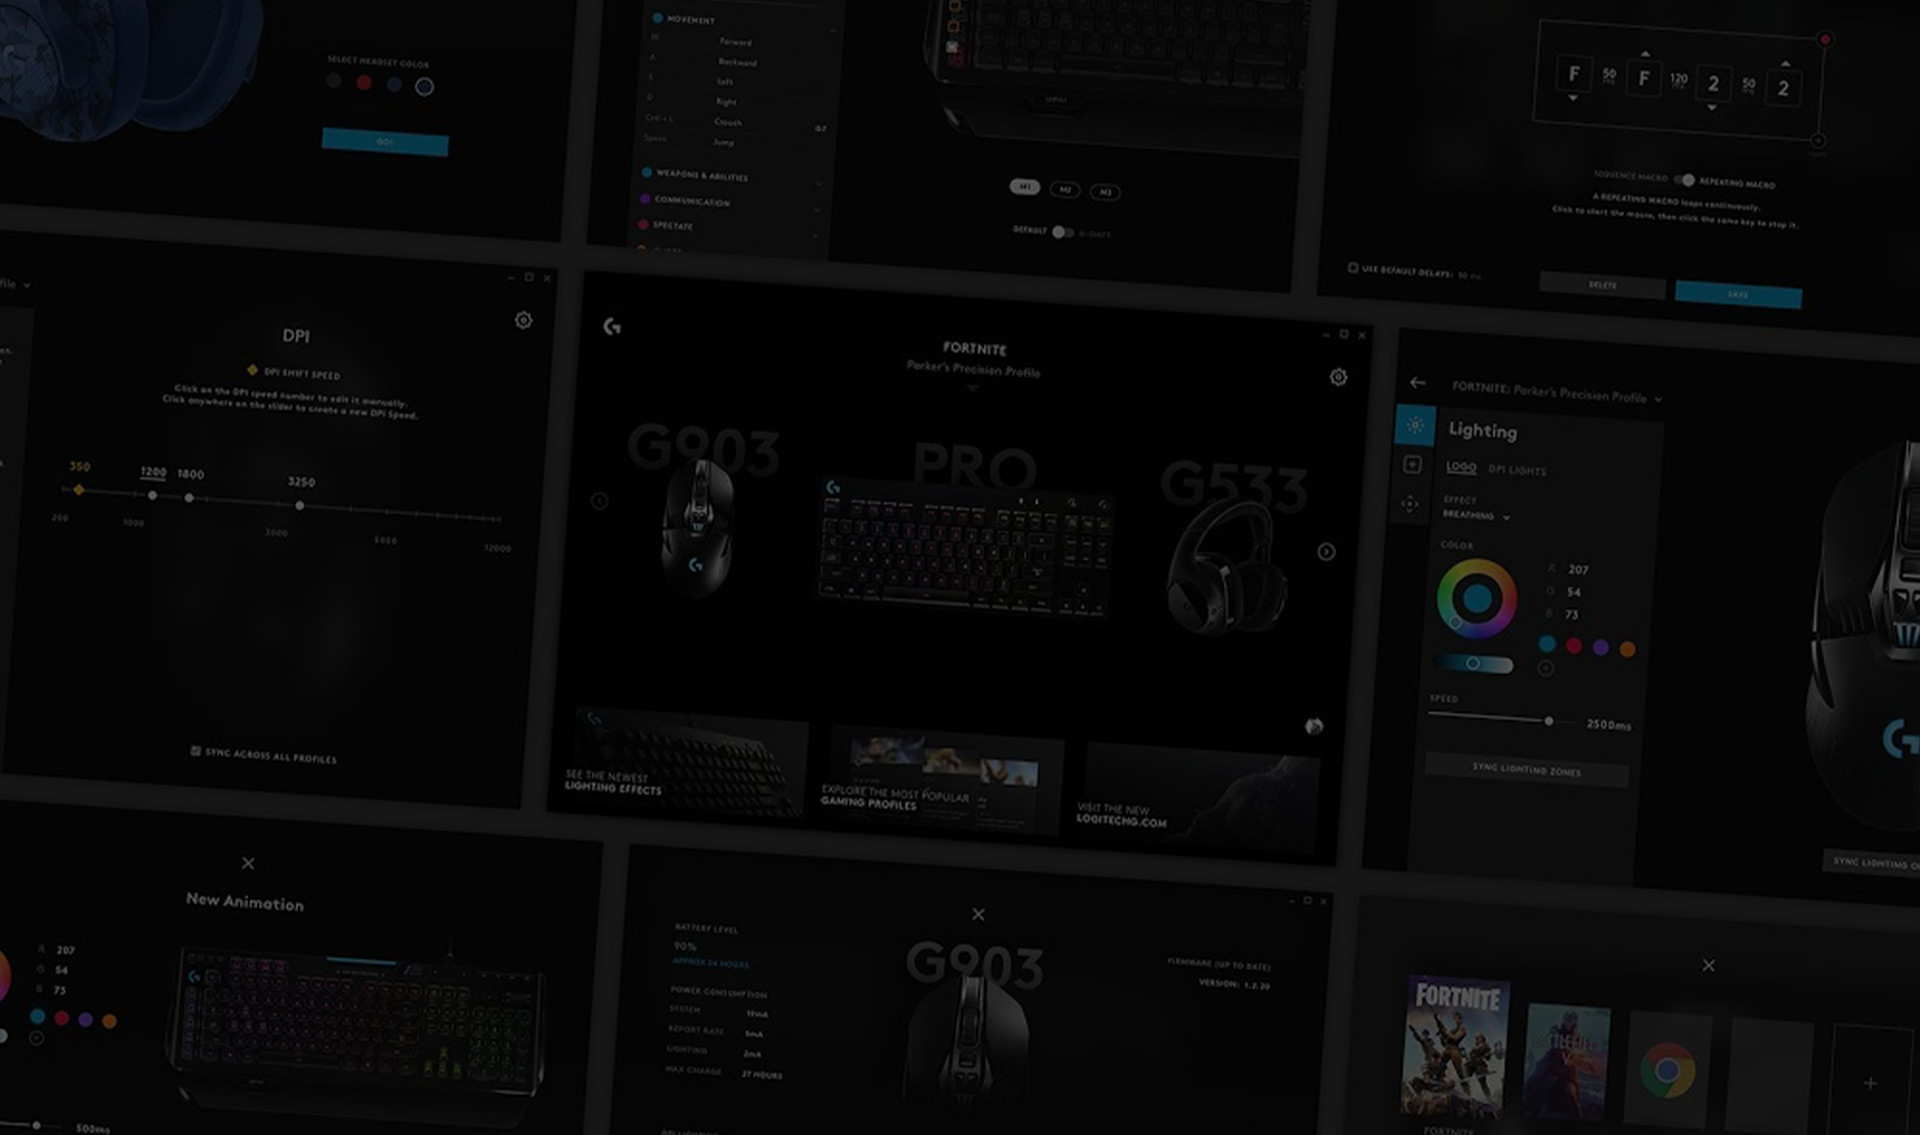 SELECT HEADSET COLOR
GO!
MOVEMENT
W Forward
A Backward
S Left
D Right
Ctrl + L Crouch
Space Jump
G7
WEAPONS & ABILITIES
COMMUNICATION
SPECTATE
M1 M2 M3
DEFAULT G-SHIFT
F 50 F 120 2 50 2
SEQUENCE MACRO REPEATING MACRO
A REPEATING MACRO loops continuously.
Click to start the macro, then click the same key to stop it.
USE DEFAULT DELAYS: 50 ms
DELETE
SAVE
DPI
DPI SHIFT SPEED
Click on the DPI speed number to edit it manually.
Click anywhere on the slider to create a new DPI Speed.
350 1200 1800 3250
200 1000 2000 5000 12000
SYNC ACROSS ALL PROFILES
FORTNITE
Parker's Precision Profile
G903
PRO
G533
SEE THE NEWEST
LIGHTING EFFECTS
EXPLORE THE MOST POPULAR
GAMING PROFILES
VISIT THE NEW
LOGITECHG.COM
FORTNITE: Parker's Precision Profile
Lighting
LOGO DPI LIGHTS
EFFECT
BREATHING
COLOR
R 207
G 54
B 73
SPEED
2500ms
SYNC LIGHTING ZONES
SYNC LIGHTING
New Animation
R 207
G 54
B 73
500ms
BATTERY LEVEL
90%
APPROX 24 HOURS
POWER CONSUMPTION
SYSTEM 19mA
REPORT RATE 5mA
LIGHTING 2mA
MAX CHARGE 27 HOURS
G903
FIRMWARE (UP TO DATE)
VERSION: 1.2.20
FORTNITE
BATTLEFIELD
V
FORTNITE